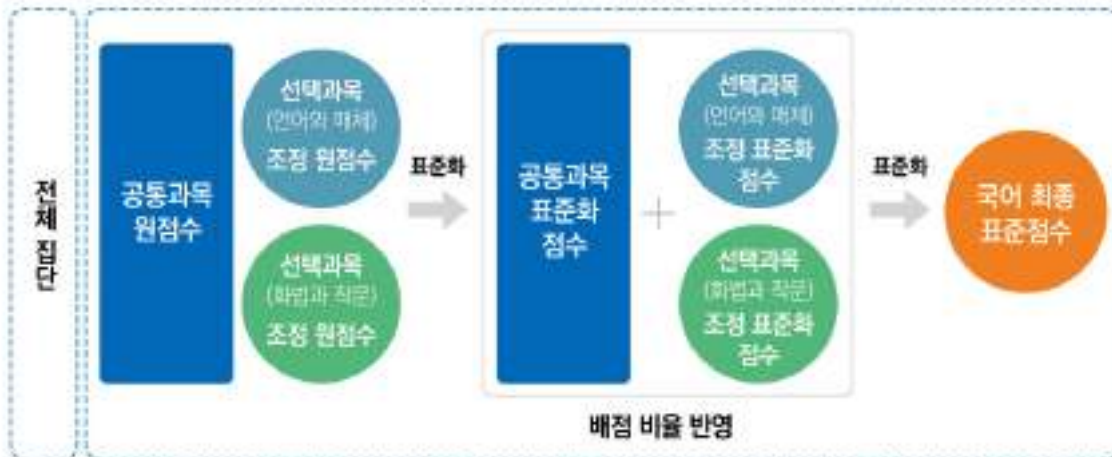 전체 집단
공통과목
원점수
선택과목
(언어와 매체)
조정 원점수
선택과목
(화법과 작문)
조정 원점수
표준화
공통과목
표준화
점수
선택과목
(언어와 매체)
조정 표준화
점수
선택과목
(화법과 작문)
조정 표준화
점수
배점 비율 반영
표준화
국어 최종
표준점수